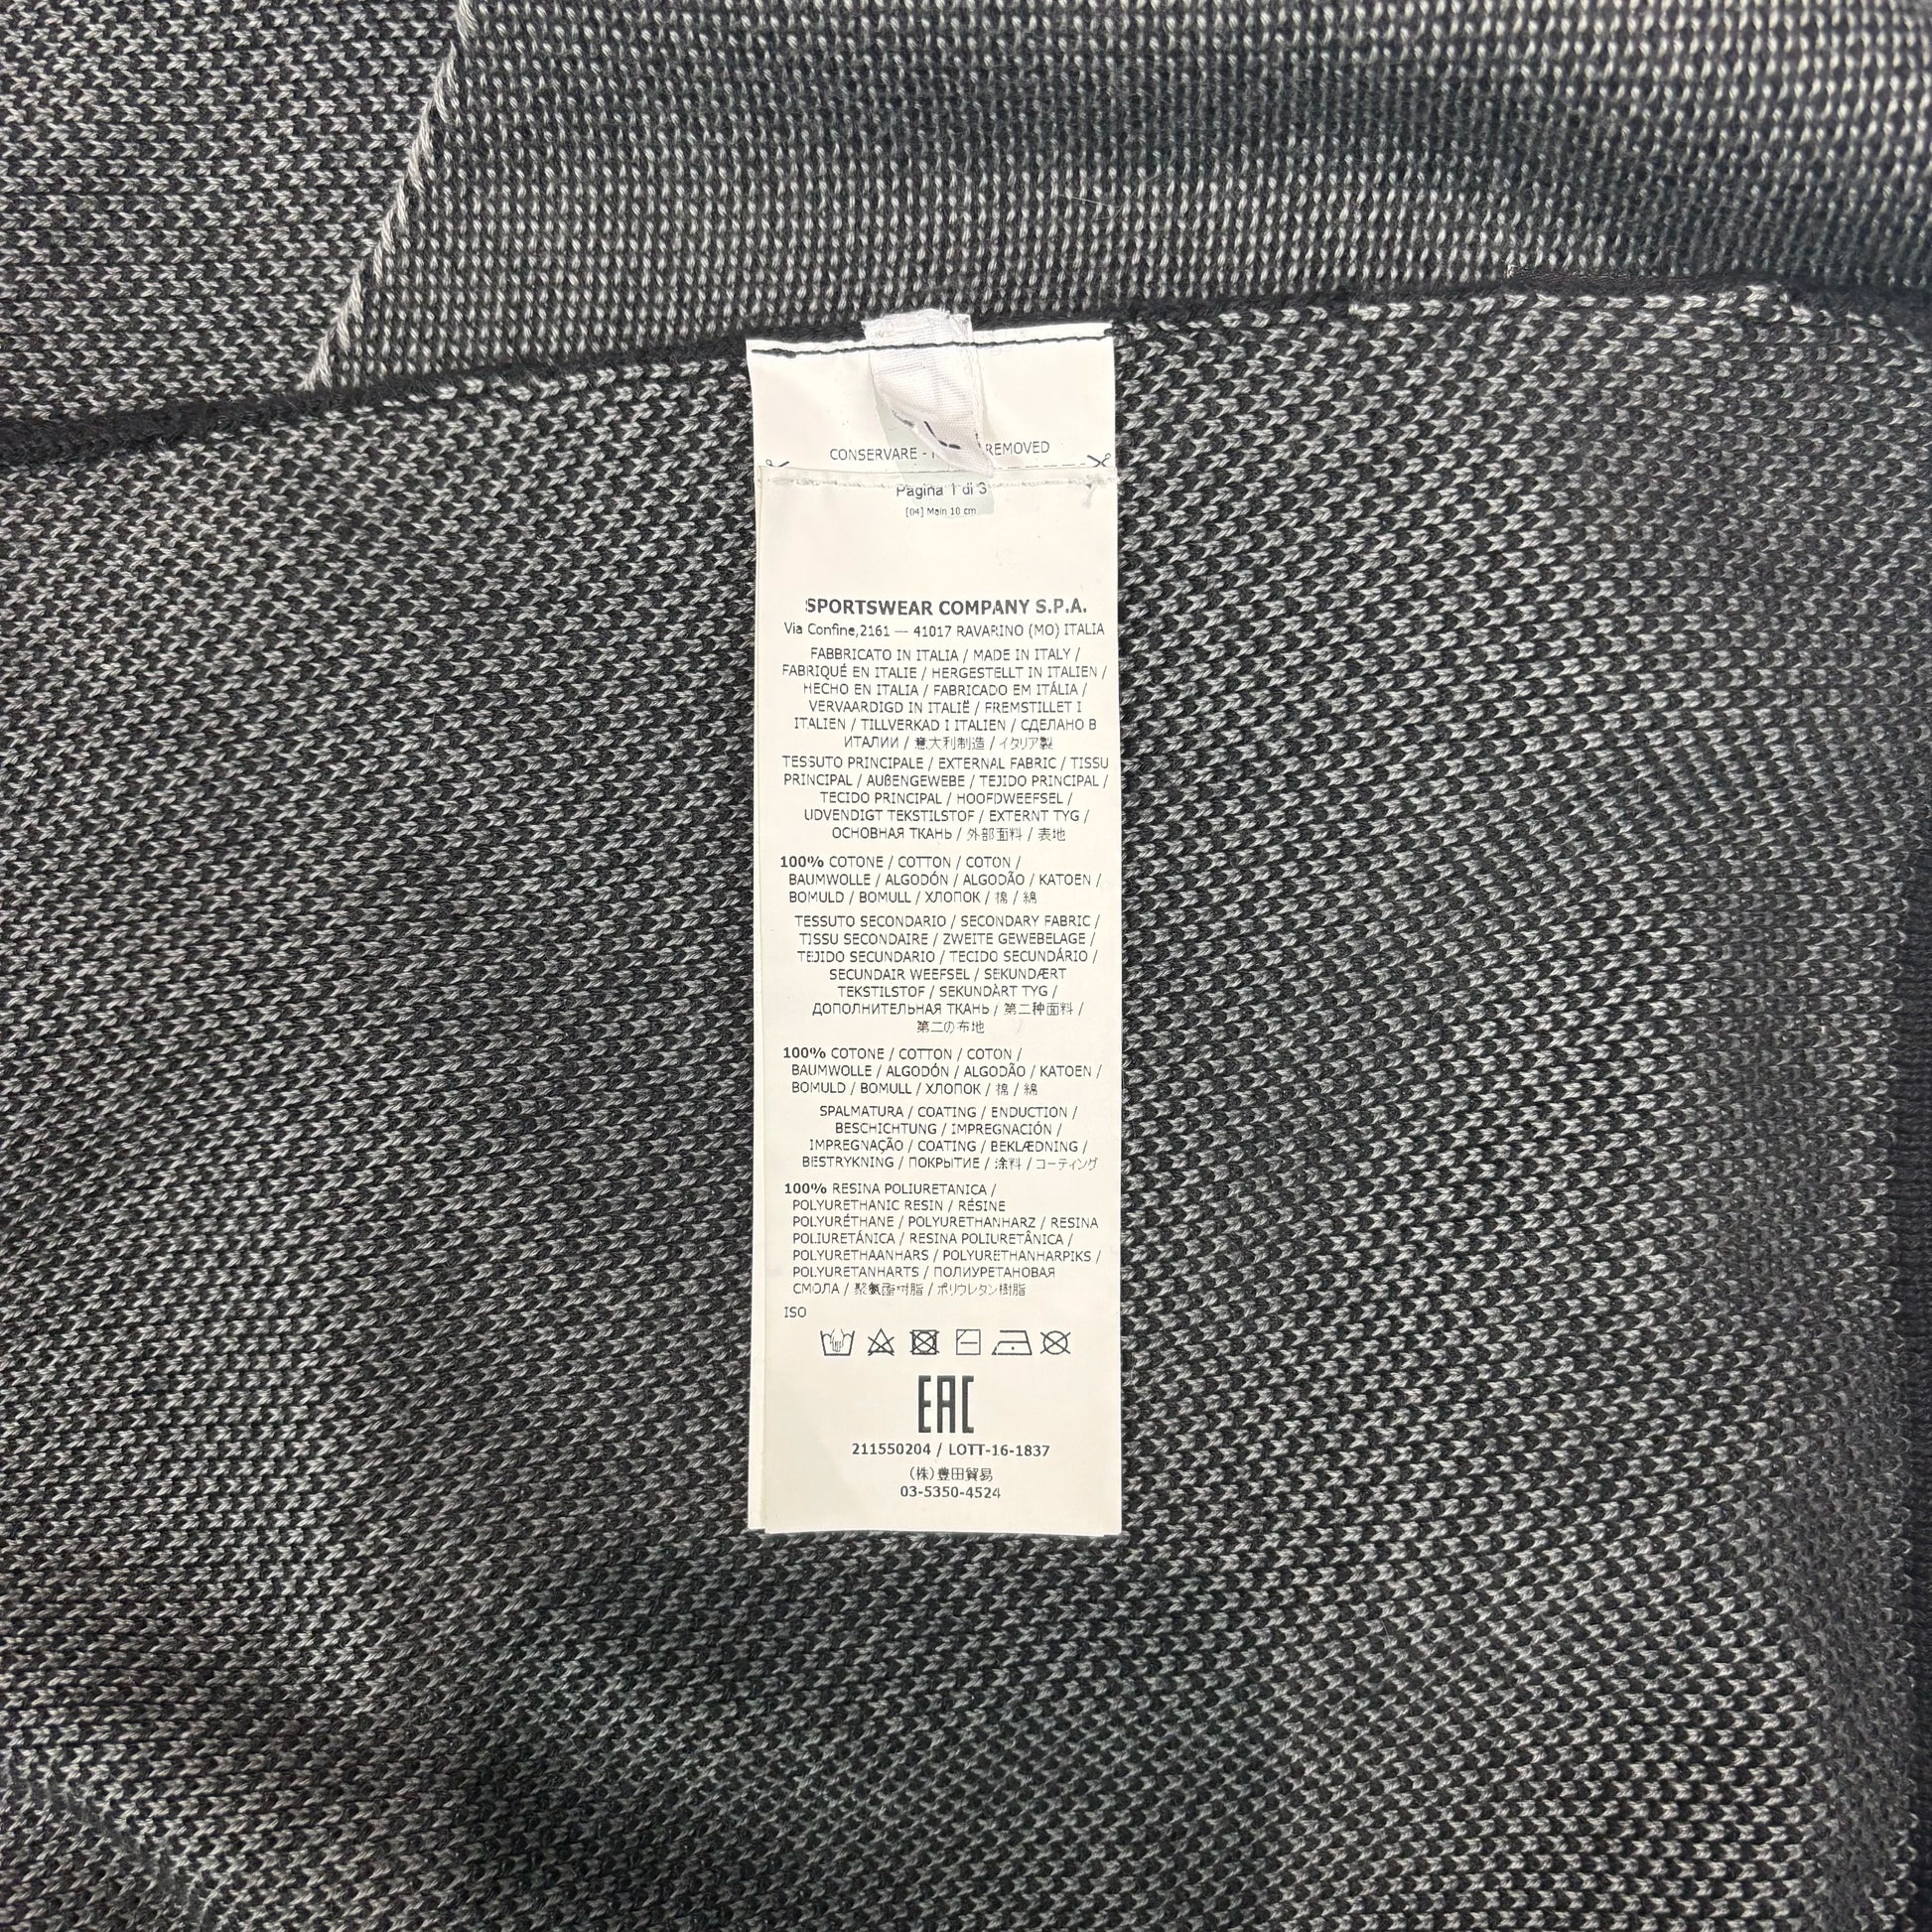 CONSERVARE - REMOVED
Pagina 1 di 3
[04] Main 10 cm
SPORTSWEAR COMPANY S.P.A.
Via Confine,2161 — 41017 RAVARINO (MO) ITALIA
FABBRICATO IN ITALIA / MADE IN ITALY /
FABRIQUÉ EN ITALIE / HERGESTELLT IN ITALIEN /
HECHO EN ITALIA / FABRICADO EM ITÁLIA /
VERVAARDIGD IN ITALIË / FREMSTILLET I
ITALIEN / TILLVERKAD I ITALIEN / СДЕЛАНО В
ИТАЛИИ / 意大利制造 / イタリア製
TESSUTO PRINCIPALE / EXTERNAL FABRIC / TISSU
PRINCIPAL / AUßENGEWEBE / TEJIDO PRINCIPAL /
TECIDO PRINCIPAL / HOOFDWEEFSEL /
UDVENDIGT TEKSTILSTOF / EXTERNT TYG /
ОСНОВНАЯ ТКАНЬ / 外部面料 / 表地
100% COTONE / COTTON / COTON /
BAUMWOLLE / ALGODÓN / ALGODÃO / KATOEN /
BOMULD / BOMULL / ХЛОПОК / 棉 / 綿
TESSUTO SECONDARIO / SECONDARY FABRIC /
TISSU SECONDAIRE / ZWEITE GEWEBELAGE /
TEJIDO SECUNDARIO / TECIDO SECUNDÁRIO /
SECUNDAIR WEEFSEL / SEKUNDÆRT
TEKSTILSTOF / SEKUNDÄRT TYG /
ДОПОЛНИТЕЛЬНАЯ ТКАНЬ / 第二种面料 /
第二の布地
100% COTONE / COTTON / COTON /
BAUMWOLLE / ALGODÓN / ALGODÃO / KATOEN /
BOMULD / BOMULL / ХЛОПОК / 棉 / 綿
SPALMATURA / COATING / ENDUCTION /
BESCHICHTUNG / IMPREGNACIÓN /
IMPREGNAÇÃO / COATING / BEKLÆDNING /
BESTRYKNING / ПОКРЫТИЕ / 涂料 / コーティング
100% RESINA POLIURETANICA /
POLYURETHANIC RESIN / RÉSINE
POLYURÉTHANE / POLYURETHANHARZ / RESINA
POLIURETÁNICA / RESINA POLIURETÂNICA /
POLYURETHAANHARS / POLYURETHANHARPIKS /
POLYURETANHARTS / ПОЛИУРЕТАНОВАЯ
СМОЛА / 聚氨酯树脂 / ポリウレタン樹脂
ISO
EAC
211550204 / LOTT-16-1837
(株)豊田貿易
03-5350-4524